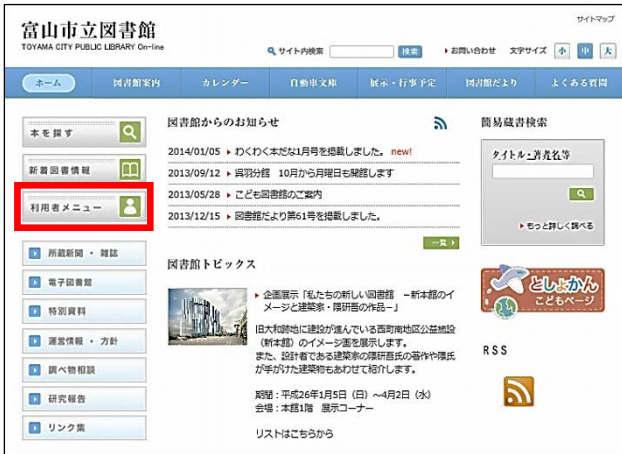 富山市立図書館
TOYAMA CITY PUBLIC LIBRARY On-line
サイトマップ
サイト内検索
検索
お問い合わせ
文字サイズ 小 中 大
ホーム 図書館案内 カレンダー 自動車文庫 展示・行事予定 図書館だより よくある質問
本を探す
新着図書情報
利用者メニュー
所蔵新聞・雑誌
電子図書館
特別資料
運営情報・方針
調べ物相談
研究報告
リンク集
図書館からのお知らせ
2014/01/05 わくわく本だな1月号を掲載しました。 new!
2013/09/12 呉羽分館 10月から月曜日も開館します
2013/05/28 こども図書館のご案内
2013/12/15 図書館だより第61号を掲載しました。
一覧
図書館トピックス
企画展示「私たちの新しい図書館 －新本館のイ
メージと建築家・隈研吾の作品－」
旧大和跡地に建設が進んでいる西町南地区公益施設
（新本館）のイメージ画を展示します。
また、設計者である建築家の隈研吾氏の著作や隈氏
が手がけた建築物もあわせて紹介します。
期間：平成26年1月5日（日）～4月2日（水）
会場：本館1階 展示コーナー
リストはこちらから
簡易蔵書検索
タイトル・著者名等
もっと詳しく調べる
としょかん
こどもページ
RSS